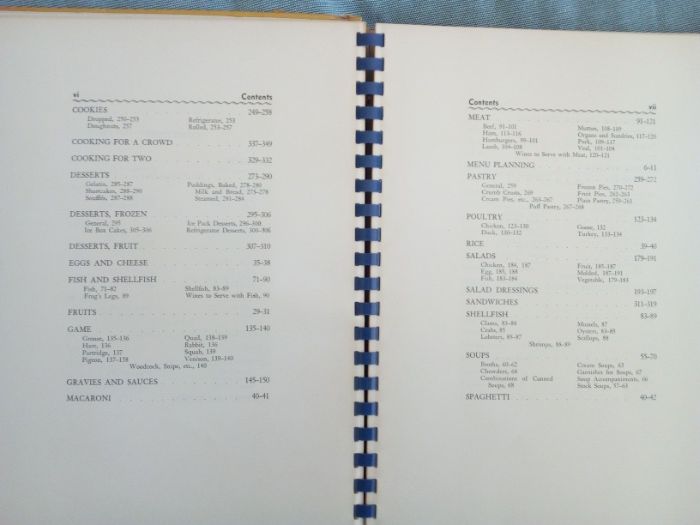 vi Contents
COOKIES 249-258
Dropped, 250-253 Refrigerator, 253
Doughnuts, 257 Rolled, 253-257
COOKING FOR A CROWD 337-349
COOKING FOR TWO 329-332
DESSERTS 273-290
Gelatin, 285-287 Puddings, Baked, 278-280
Shortcakes, 288-290 Milk and Bread, 273-278
Soufflés, 287-288 Steamed, 281-284
DESSERTS, FROZEN 295-306
General, 295 Ice Pack Desserts, 296-300
Ice Box Cakes, 305-306 Refrigerator Desserts, 300-306
DESSERTS, FRUIT 307-310
EGGS AND CHEESE 35-38
FISH AND SHELLFISH 71-90
Fish, 71-82 Shellfish, 83-89
Frog's Legs, 89 Wines to Serve with Fish, 90
FRUITS 29-31
GAME 135-140
Grouse, 135-136 Quail, 138-139
Hare, 136 Rabbit, 136
Partridge, 137 Squab, 139
Pigeon, 137-138 Venison, 139-140
Woodcock, Snipe, etc., 140
GRAVIES AND SAUCES 145-150
MACARONI 40-41
Contents vii
MEAT 91-121
Beef, 91-101 Mutton, 108-109
Ham, 113-116 Organs and Sundries, 117-120
Hamburgers, 99-101 Pork, 109-117
Lamb, 104-108 Veal, 101-104
Wines to Serve with Meat, 120-121
MENU PLANNING 6-11
PASTRY 259-272
General, 259 Frozen Pies, 270-272
Crumb Crusts, 269 Fruit Pies, 261-263
Cream Pies, etc., 263-267 Plain Pastry, 259-261
Puff Pastry, 267-268
POULTRY 123-134
Chicken, 123-130 Goose, 132
Duck, 130-132 Turkey, 133-134
RICE 39-40
SALADS 179-191
Chicken, 184, 187 Fruit, 185-187
Egg, 185, 188 Molded, 187-191
Fish, 183-184 Vegetable, 179-183
SALAD DRESSINGS 193-197
SANDWICHES 311-319
SHELLFISH 83-89
Clams, 83-84 Mussels, 87
Crabs, 85 Oysters, 83-85
Lobsters, 85-87 Scallops, 88
Shrimps, 88-89
SOUPS 55-70
Broths, 60-62 Cream Soups, 63
Chowders, 66 Garnishes for Soups, 67
Combinations of Canned Soup Accompaniments, 66
Soups, 68 Stock Soups, 57-63
SPAGHETTI 40-42